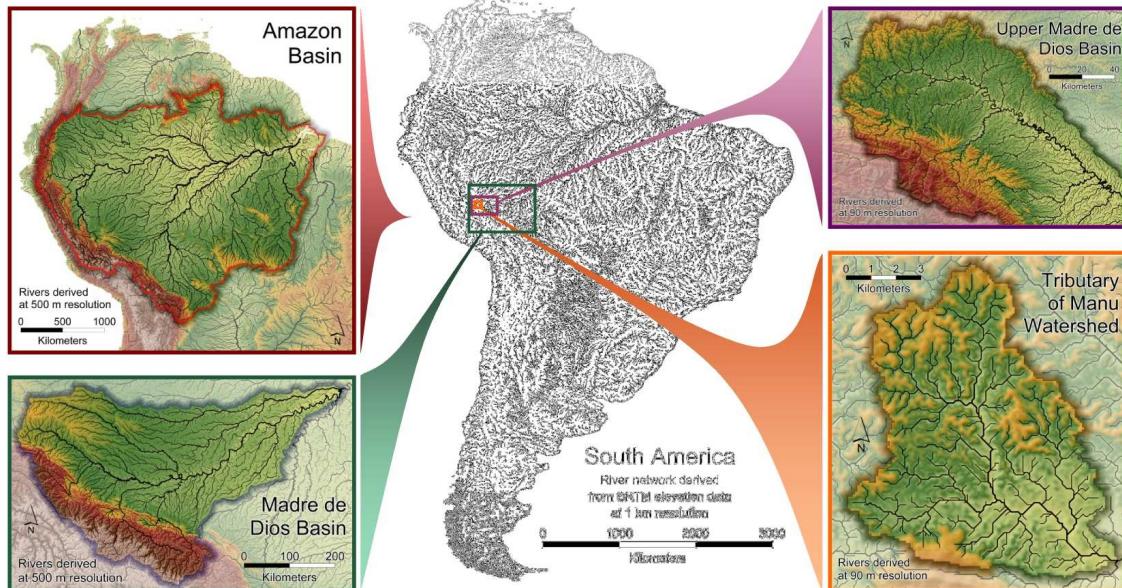 Amazon
Basin
Rivers derived
at 500 m resolution
0 500 1000
Kilometers
N
Madre de
Dios Basin
N
0 100 200
Kilometers
Rivers derived
at 500 m resolution
South America
River network derived
from SRTM elevation data
at 1 km resolution
0 1000 2000 3000
Kilometers
Upper Madre de
Dios Basin
N
0 20 40
Kilometers
Rivers derived
at 90 m resolution
0 1 2 3
Kilometers
Tributary
of Manu
Watershed
N
Rivers derived
at 90 m resolution